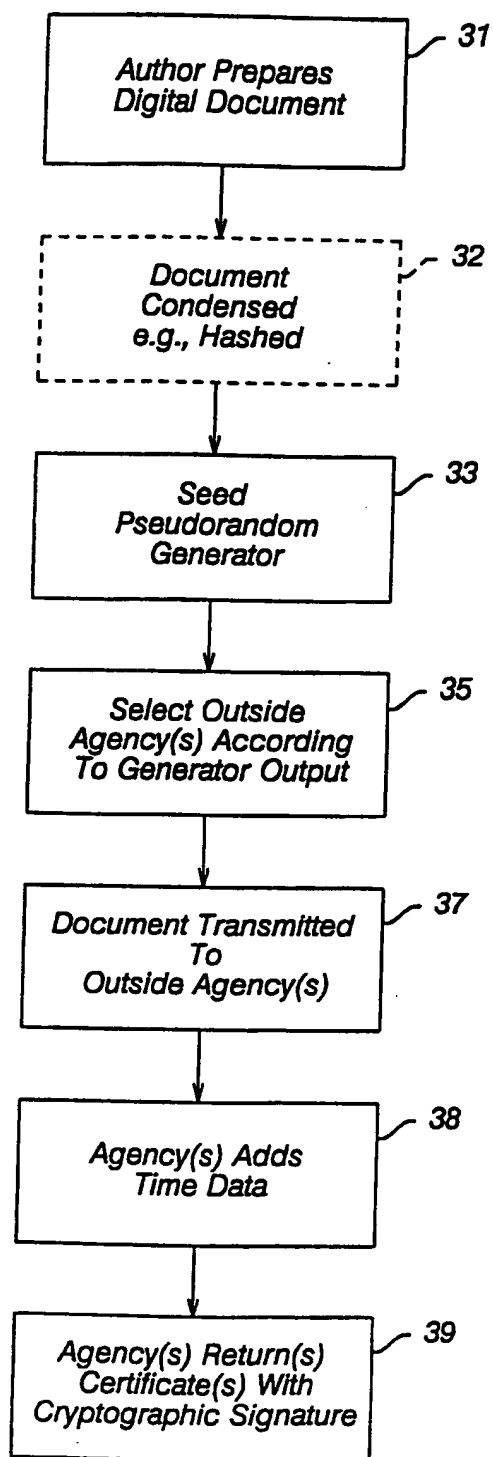 31
Author Prepares
Digital Document
32
Document
Condensed
e.g., Hashed
33
Seed
Pseudorandom
Generator
35
Select Outside
Agency(s) According
To Generator Output
37
Document Transmitted
To
Outside Agency(s)
38
Agency(s) Adds
Time Data
39
Agency(s) Return(s)
Certificate(s) With
Cryptographic Signature